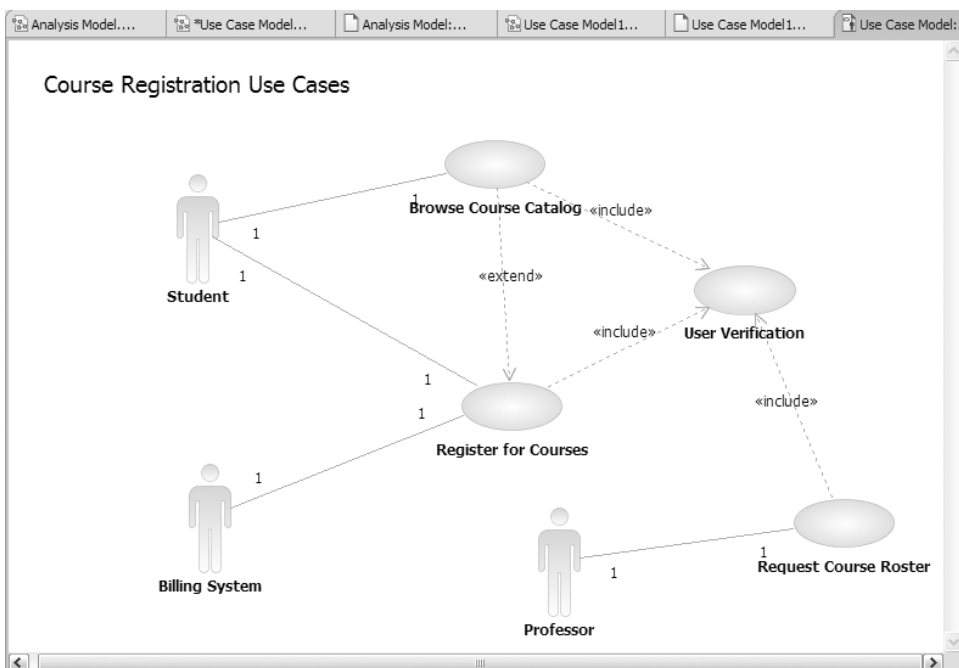 Analysis Model....
*Use Case Model...
Analysis Model:...
Use Case Model1...
Use Case Model1...
Use Case Model:
Course Registration Use Cases
1
Browse Course Catalog
«include»
1
1
Student
«extend»
User Verification
«include»
1
1
«include»
Register for Courses
1
Billing System
1
1
Request Course Roster
Professor